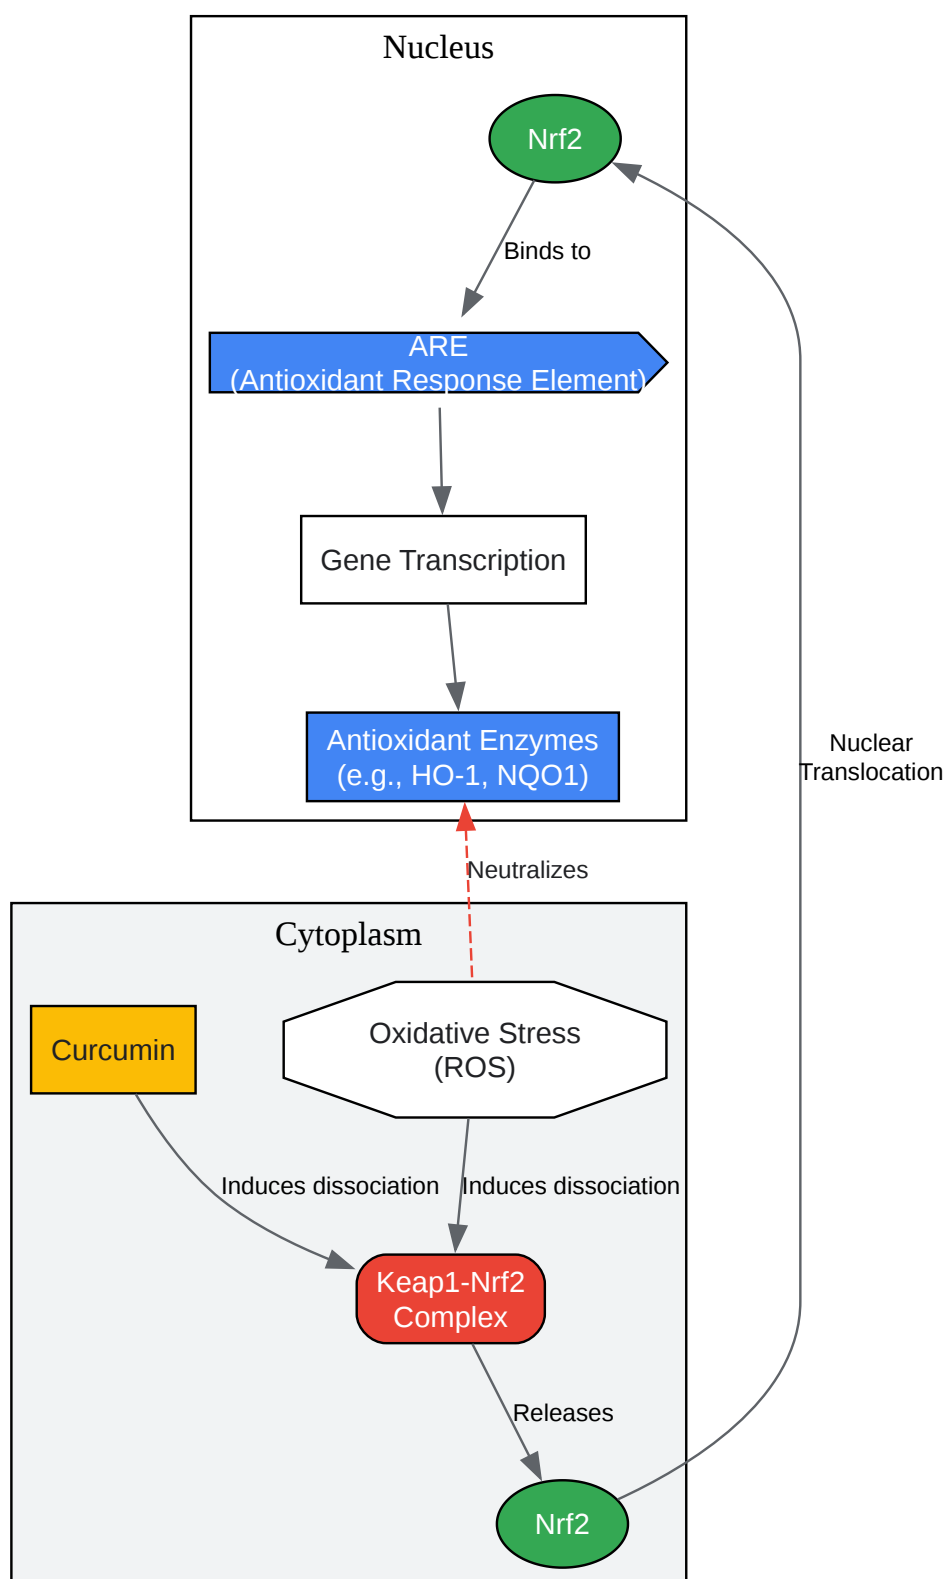 Nucleus
Nrf2
Binds to
ARE
(Antioxidant Response Element)
Gene Transcription
Antioxidant Enzymes
(e.g., HO-1, NQO1)
Nuclear
Translocation
Neutralizes
Cytoplasm
Curcumin
Oxidative Stress
(ROS)
Induces dissociation
Induces dissociation
Keap1-Nrf2
Complex
Releases
Nrf2